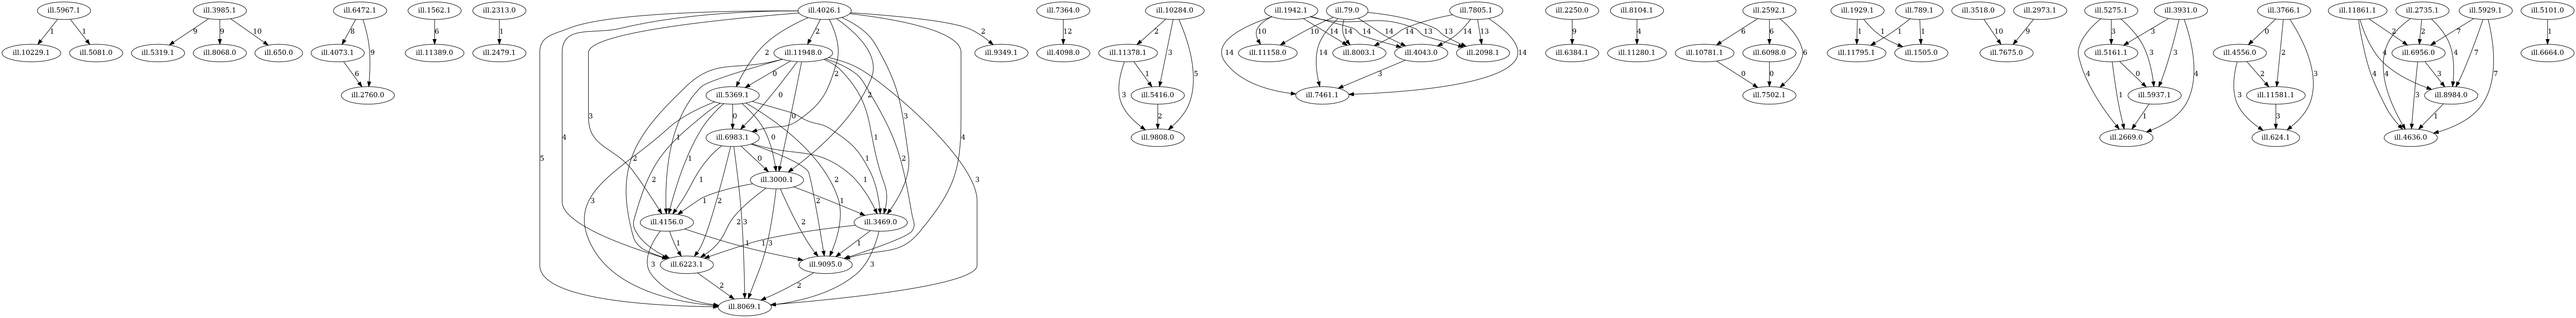 ill.5967.1 ill.3985.1 ill.6472.1 ill.1562.1 ill.2313.0 ill.4026.1 ill.7364.0 ill.10284.0 ill.1942.1 ill.79.0 ill.7805.1 ill.2250.0 ill.8104.1 ill.2592.1 ill.1929.1 ill.789.1 ill.3518.0 ill.2973.1 ill.5275.1 ill.3931.0 ill.3766.1 ill.11861.1 ill.2735.1 ill.5929.1 ill.5101.0
1 1 9 9 10 8 6 1 2 2 12 2 10 14 14 13 10 14 14 13 14 14 13 9 4 6 6 1 1 1 1 10 9 3 3 0 2 2 7 1
ill.10229.1 ill.5081.0 ill.5319.1 ill.8068.0 ill.650.0 ill.4073.1 ill.11389.0 ill.2479.1 ill.11948.0 ill.9349.1 ill.4098.0 ill.11378.1 ill.11158.0 ill.8003.1 ill.4043.0 ill.2098.1 ill.6384.1 ill.11280.1 ill.10781.1 ill.6098.0 ill.11795.1 ill.1505.0 ill.7675.0 ill.5161.1 ill.4556.0 ill.6956.0 ill.6664.0
9 2 3 5 14 14 3 14 6 4 3 3 4 2 3 4 4 4 7
6 0 2 3 1 0 0 0 2 2
ill.2760.0 ill.5369.1 ill.5416.0 ill.7461.1 ill.7502.1 ill.5937.1 ill.11581.1 ill.8984.0
3 0 0 3 4 3 2 1 1 3 3 3 1 7
ill.6983.1 ill.9808.0 ill.2669.0 ill.624.1 ill.4636.0
4 1 0 1 2 4
5 2 1 0 1 2 3
ill.3000.1
3 2 1 2 3 1 2 2 1
ill.4156.0 ill.3469.0
3 1 1 2 3 2 1 1 3
ill.6223.1 ill.9095.0
2 2
ill.8069.1